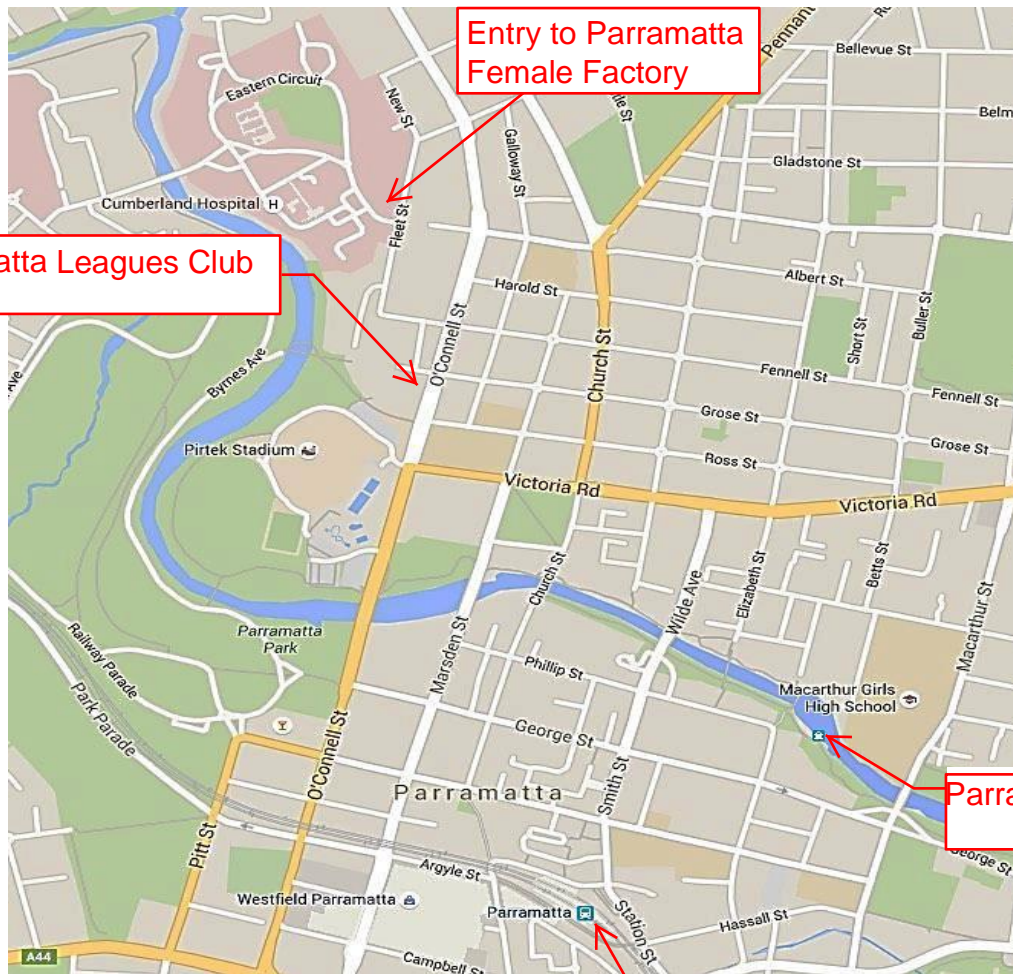 Entry to Parramatta
Female Factory
Pennant
Bellevue St
Eastern Circuit
New St
Belm
Galloway St
Gladstone St
Cumberland Hospital H
Fleet St
atta Leagues Club
Albert St
Harold St
O'Connell St
Buller St
Short St
Byrnes Ave
Ave
Church St
Fennell St
Fennell St
Grose St
Grose St
Pirtek Stadium
Ross St
Victoria Rd
Victoria Rd
Church St
Elizabeth St
Betts St
Wilde Ave
Macarthur St
Parramatta
Park
Railway Parade
Marsden St
Phillip St
Macarthur Girls
High School
Park Parade
George St
O'Connell St
Smith St
Parramatta
Parra
Pitt St
George St
Argyle St
Westfield Parramatta
Parramatta
Station St
Hassall St
A44
Campbell St